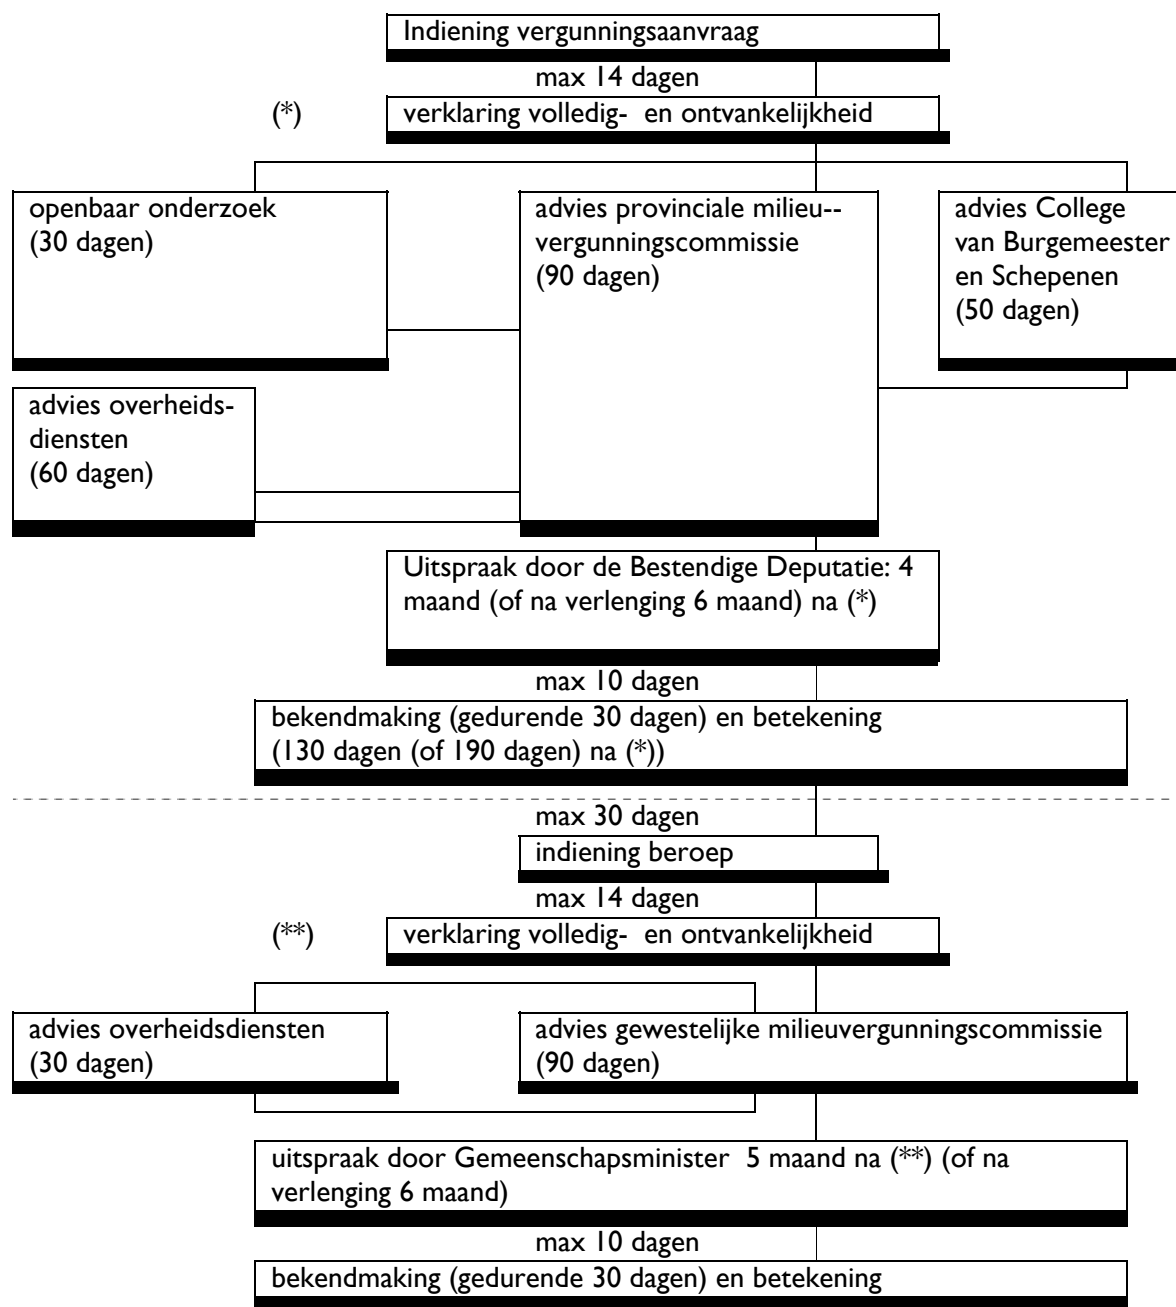 Indiening vergunningsaanvraag
max 14 dagen
(*) verklaring volledig- en ontvankelijkheid
openbaar onderzoek
(30 dagen)
advies provinciale milieu--
vergunningscommissie
(90 dagen)
advies College
van Burgemeester
en Schepenen
(50 dagen)
advies overheids-
diensten
(60 dagen)
Uitspraak door de Bestendige Deputatie: 4
maand (of na verlenging 6 maand) na (*)
max 10 dagen
bekendmaking (gedurende 30 dagen) en betekening
(130 dagen (of 190 dagen) na (*))
max 30 dagen
indiening beroep
max 14 dagen
(**) verklaring volledig- en ontvankelijkheid
advies overheidsdiensten
(30 dagen)
advies gewestelijke milieuvergunningscommissie
(90 dagen)
uitspraak door Gemeenschapsminister 5 maand na (**) (of na
verlenging 6 maand)
max 10 dagen
bekendmaking (gedurende 30 dagen) en betekening